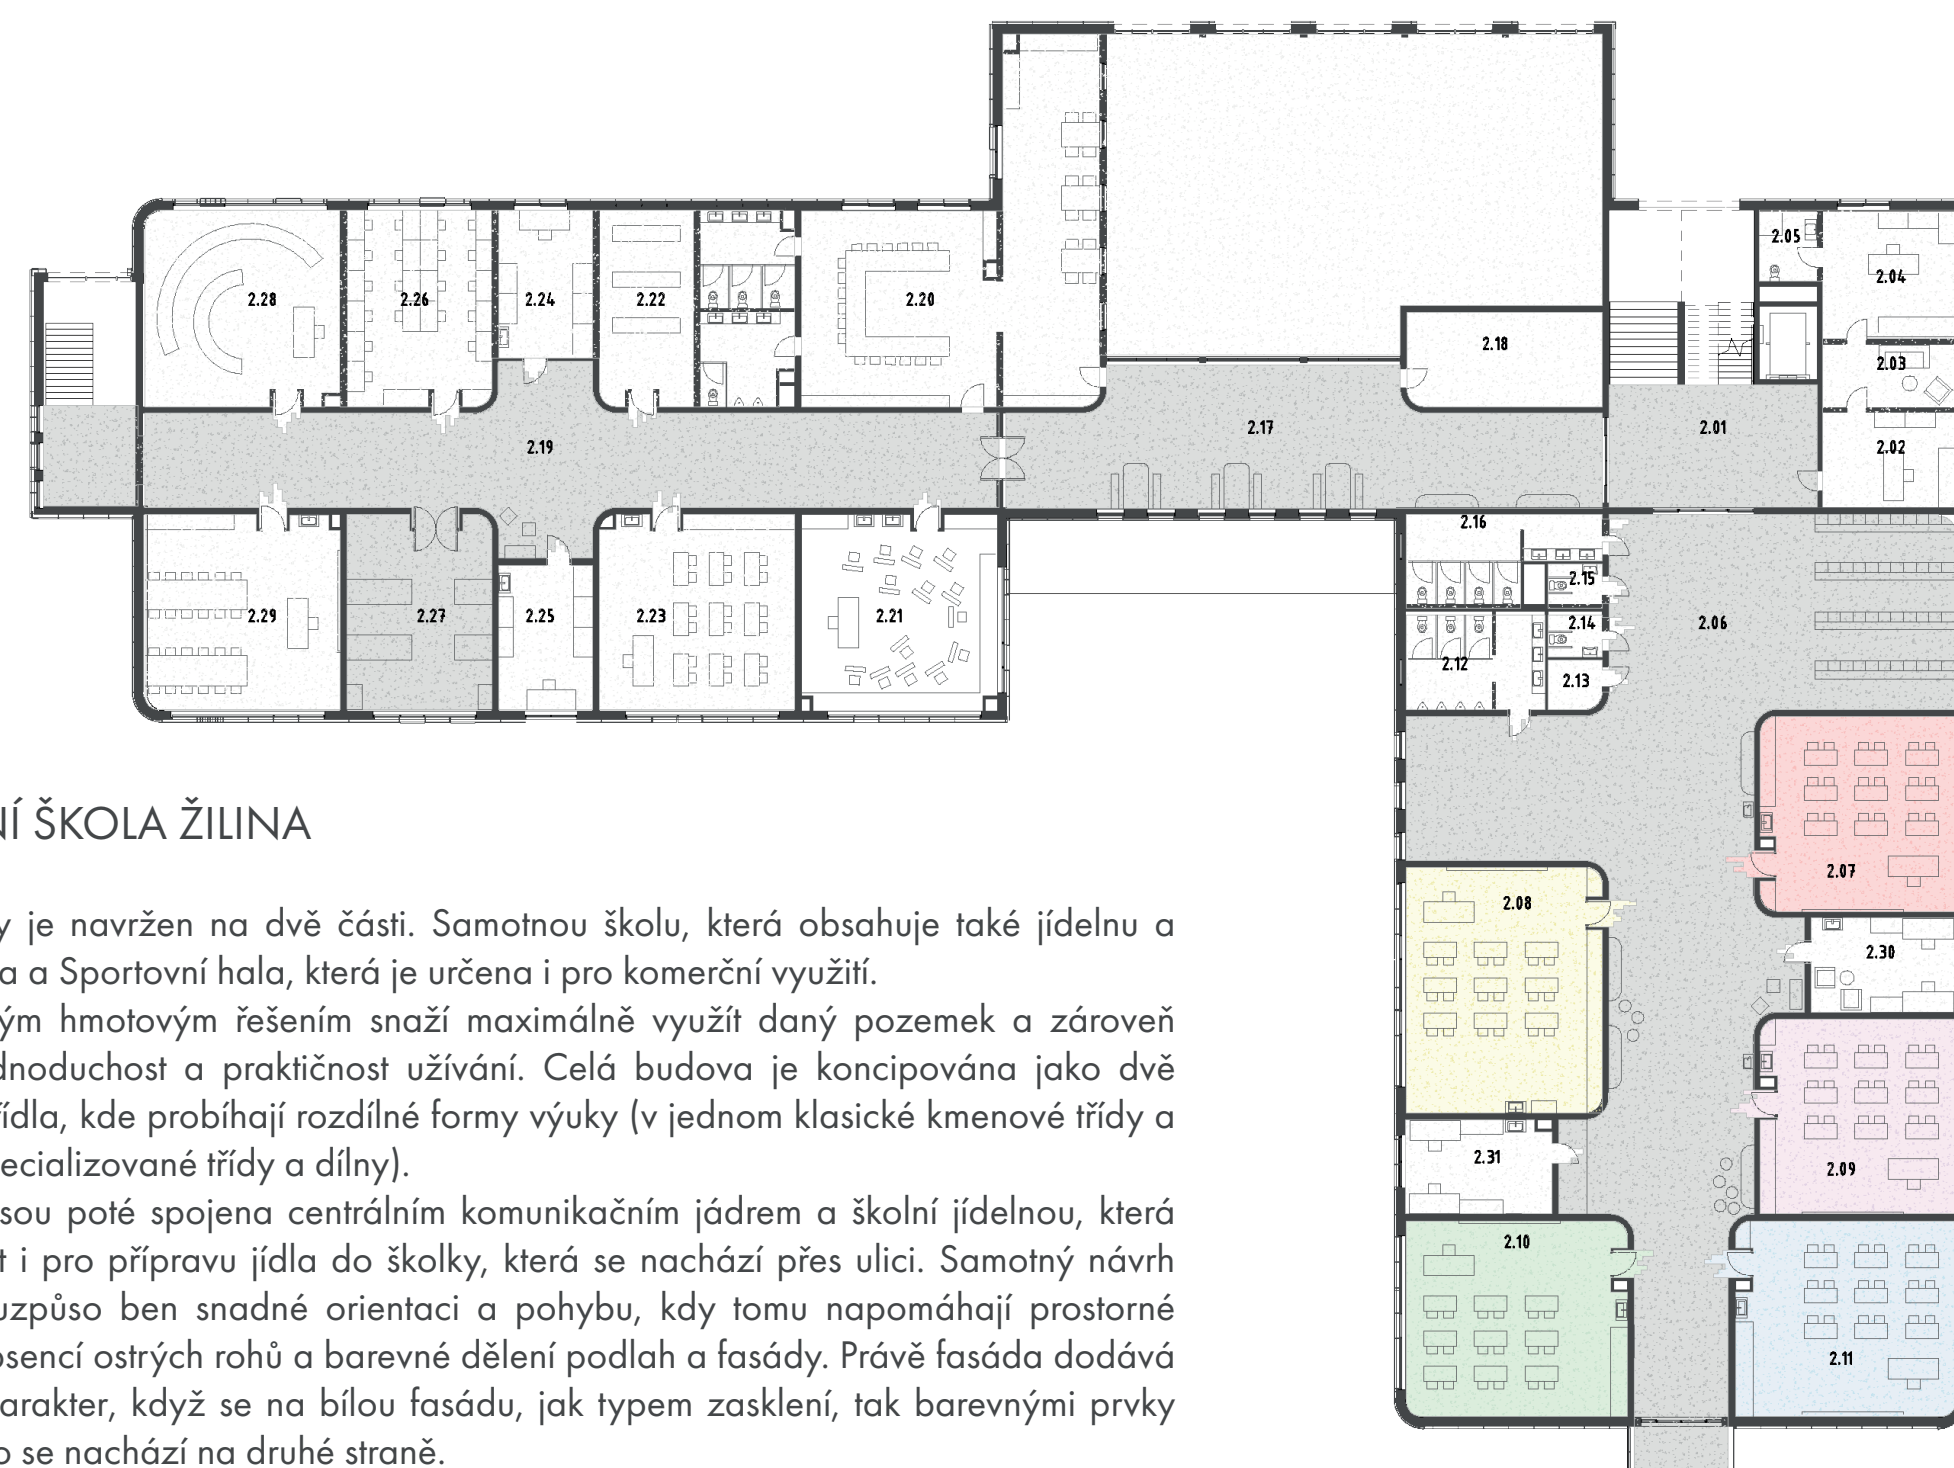 2.05
2.04
2.28
2.26
2.24
2.22
2.20
2.18
2.03
2.19
2.17
2.01
2.02
2.16
2.15
2.29
2.27
2.25
2.23
2.21
2.14
2.06
2.12
2.13
NÍ ŠKOLA ŽILINA
2.07
2.08
y je navržen na dvě části. Samotnou školu, která obsahuje také jídelnu a
a a Sportovní hala, která je určena i pro komerční využití.
2.30
ým hmotovým řešením snaží maximálně využít daný pozemek a zároveň
dnoduchost a praktičnost užívání. Celá budova je koncipována jako dvě
řídla, kde probíhají rozdílné formy výuky (v jednom klasické kmenové třídy a
ecializované třídy a dílny).
2.31
2.09
sou poté spojena centrálním komunikačním jádrem a školní jídelnou, která
2.10
t i pro přípravu jídla do školky, která se nachází přes ulici. Samotný návrh
uzpůso ben snadné orientaci a pohybu, kdy tomu napomáhají prostorné
osencí ostrých rohů a barevné dělení podlah a fasády. Právě fasáda dodává
2.11
arakter, když se na bílou fasádu, jak typem zasklení, tak barevnými prvky
o se nachází na druhé straně.